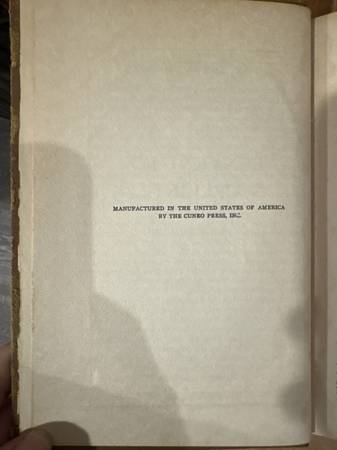 MANUFACTURED IN THE UNITED STATES OF AMERICA
BY THE CUNEO PRESS, INC.